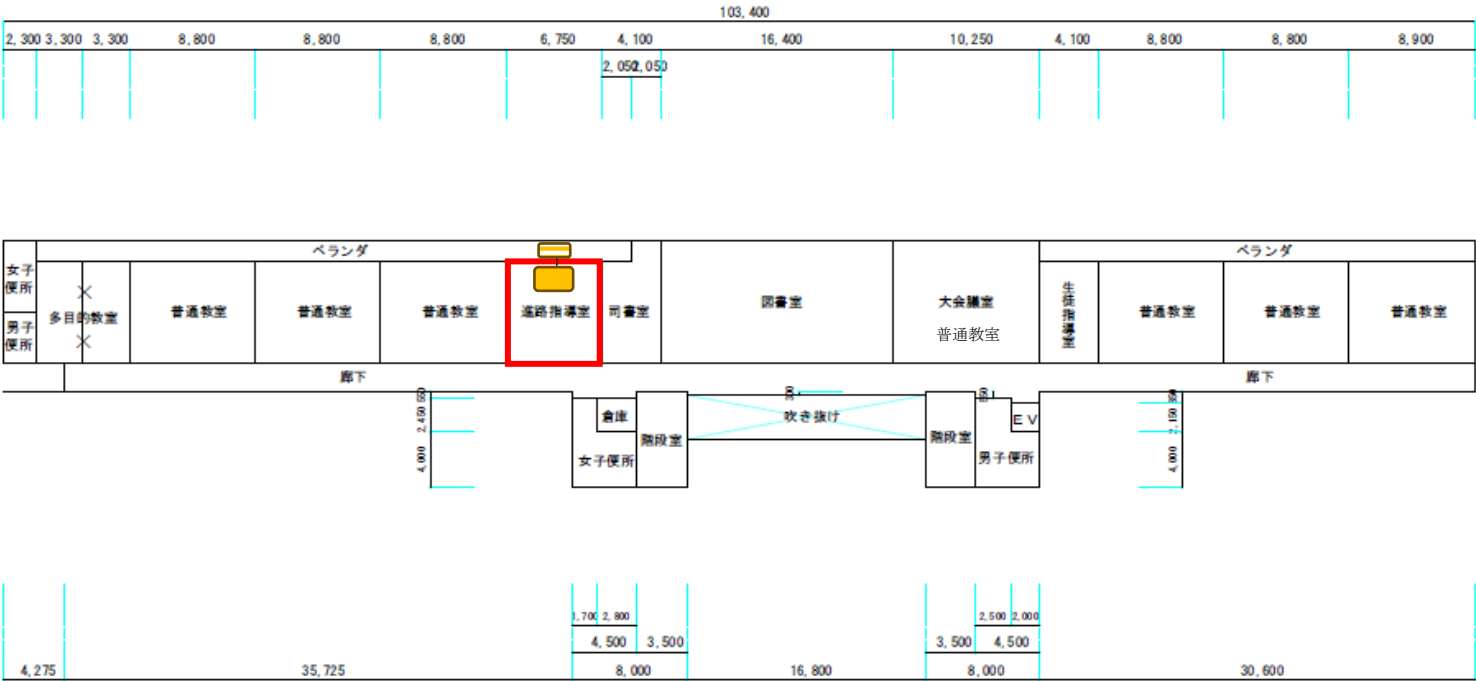 103,400
2,300 3,300 3,300 8,800 8,800 8,800 6,750 4,100 16,400 10,250 4,100 8,800 8,800 8,900
2,050 2,050
ベランダ ベランダ
女子
便所
男子
便所
多目的教室
普通教室
普通教室
普通教室
進路指導室
司書室
図書室
大会議室
普通教室
生徒指導室
普通教室
普通教室
普通教室
廊下 廊下
2,450
4,000
倉庫
女子便所
階段室
吹き抜け
階段室
EV
男子便所
2,150
4,000
1,700 2,800 2,500 2,000
4,500 3,500 3,500 4,500
4,275 35,725 8,000 16,800 8,000 30,600